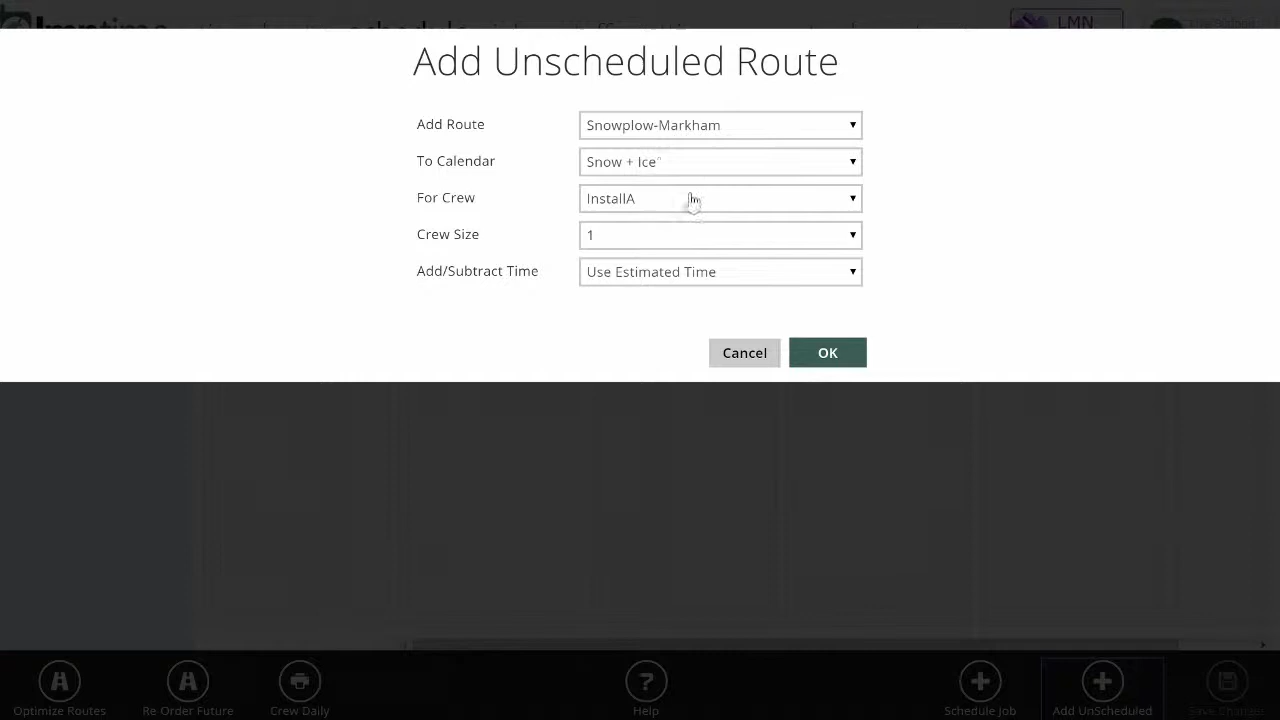 LMN
Add Unscheduled Route
Add Route Snowplow-Markham
To Calendar Snow + Ice
For Crew InstallA
Crew Size 1
Add/Subtract Time Use Estimated Time
Cancel OK
Optimize Routes Re Order Future Crew Daily Help Schedule Job Add UnScheduled Save Changes